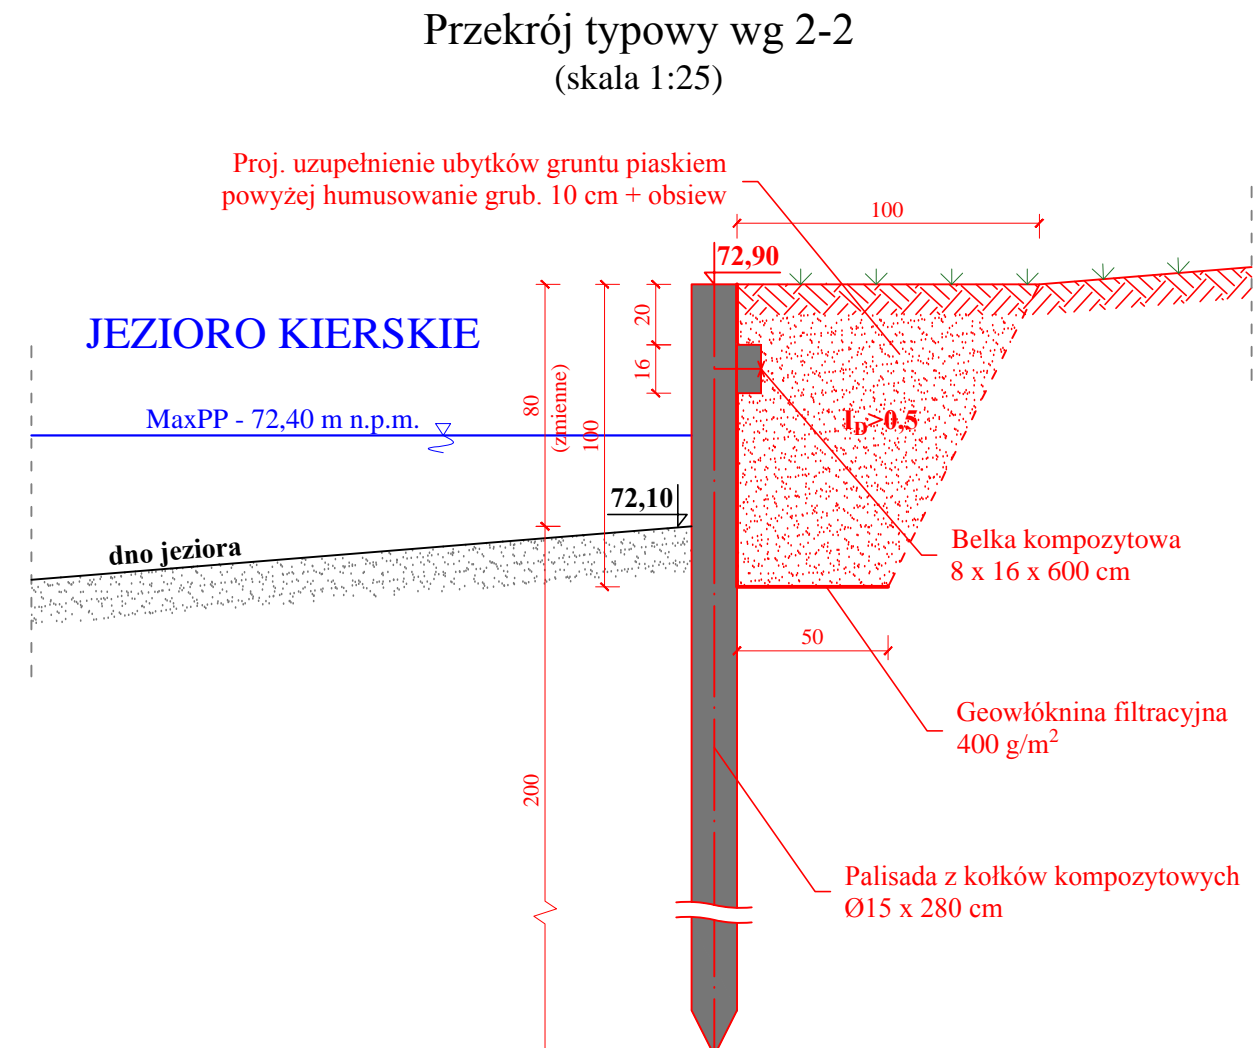 Przekrój typowy wg 2-2
(skala 1:25)
Proj. uzupełnienie ubytków gruntu piaskiem
powyżej humusowanie grub. 10 cm + obsiew
100
72,90
JEZIORO KIERSKIE
20
16
80
(zmienne)
100
MaxPP - 72,40 m n.p.m.
I_D>0,5
72,10
dno jeziora
Belka kompozytowa
8 x 16 x 600 cm
50
Geowłóknina filtracyjna
400 g/m²
200
Palisada z kołków kompozytowych
Ø15 x 280 cm